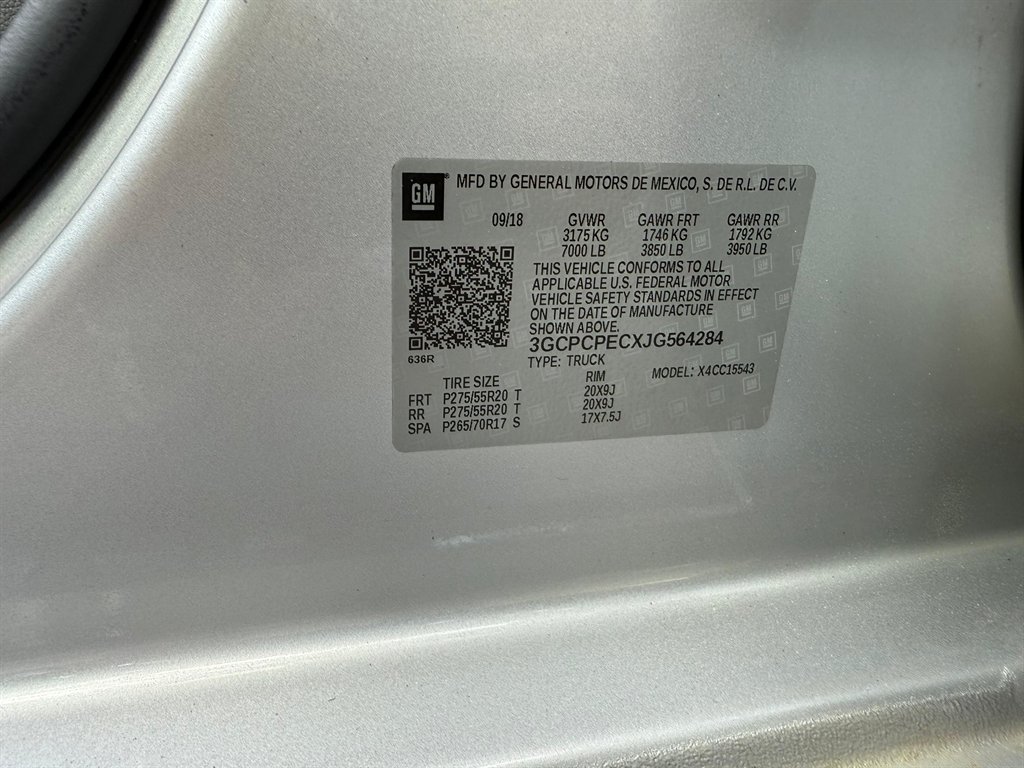 GM® MFD BY GENERAL MOTORS DE MEXICO, S. DE R.L. DE C.V.
09/18 GVWR GAWR FRT GAWR RR
3175 KG 1746 KG 1792 KG
7000 LB 3850 LB 3950 LB
THIS VEHICLE CONFORMS TO ALL
APPLICABLE U.S. FEDERAL MOTOR
VEHICLE SAFETY STANDARDS IN EFFECT
ON THE DATE OF MANUFACTURE
SHOWN ABOVE.
3GCPCPECXJG564284
636R TYPE: TRUCK MODEL: X4CC15543
TIRE SIZE RIM
FRT P275/55R20 T 20X9J
RR P275/55R20 T 20X9J
SPA P265/70R17 S 17X7.5J